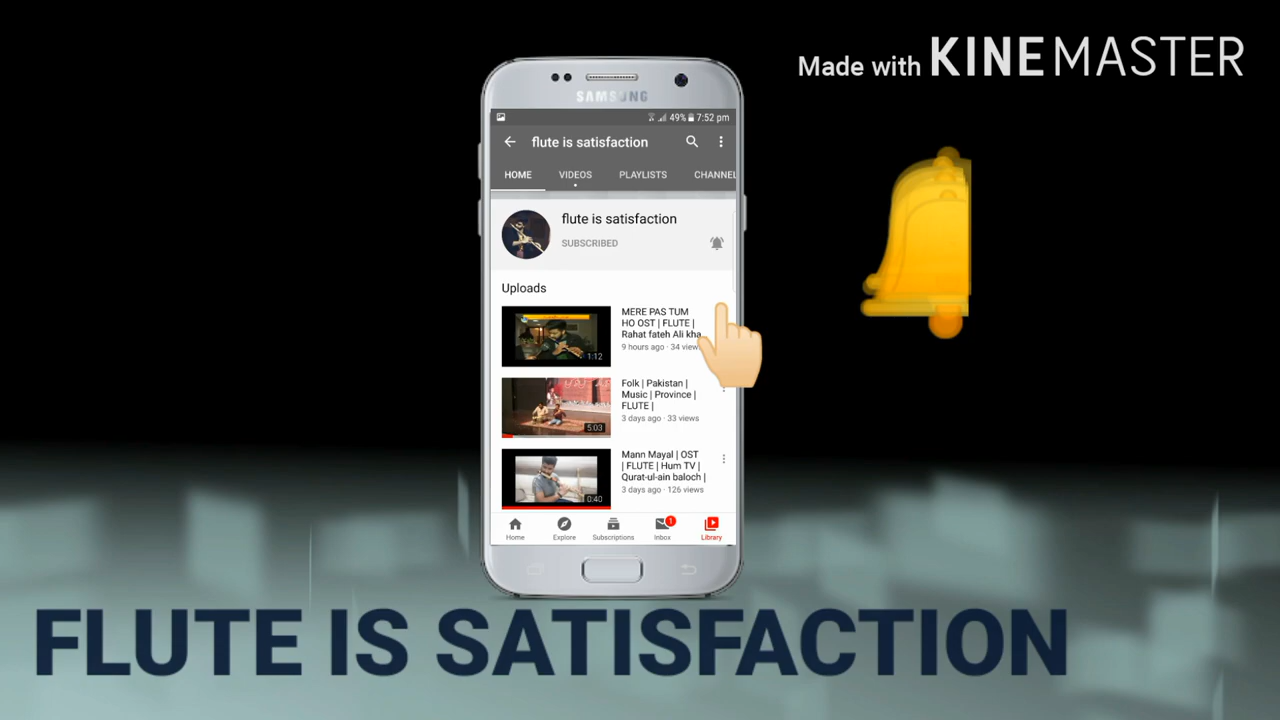 Made with KINEMASTER
SAMSUNG
49% 7:52 pm
flute is satisfaction
HOME VIDEOS PLAYLISTS CHANNEL
flute is satisfaction
SUBSCRIBED
Uploads
MERE PAS TUM
HO OST | FLUTE |
Rahat fateh Ali kha
9 hours ago · 34 view
1:12
Folk | Pakistan |
Music | Province |
FLUTE |
3 days ago · 33 views
5:03
Mann Mayal | OST
| FLUTE | Hum TV |
Qurat-ul-ain baloch |
3 days ago · 126 views
0:40
1
Home Explore Subscriptions Inbox Library
FLUTE IS SATISFACTION